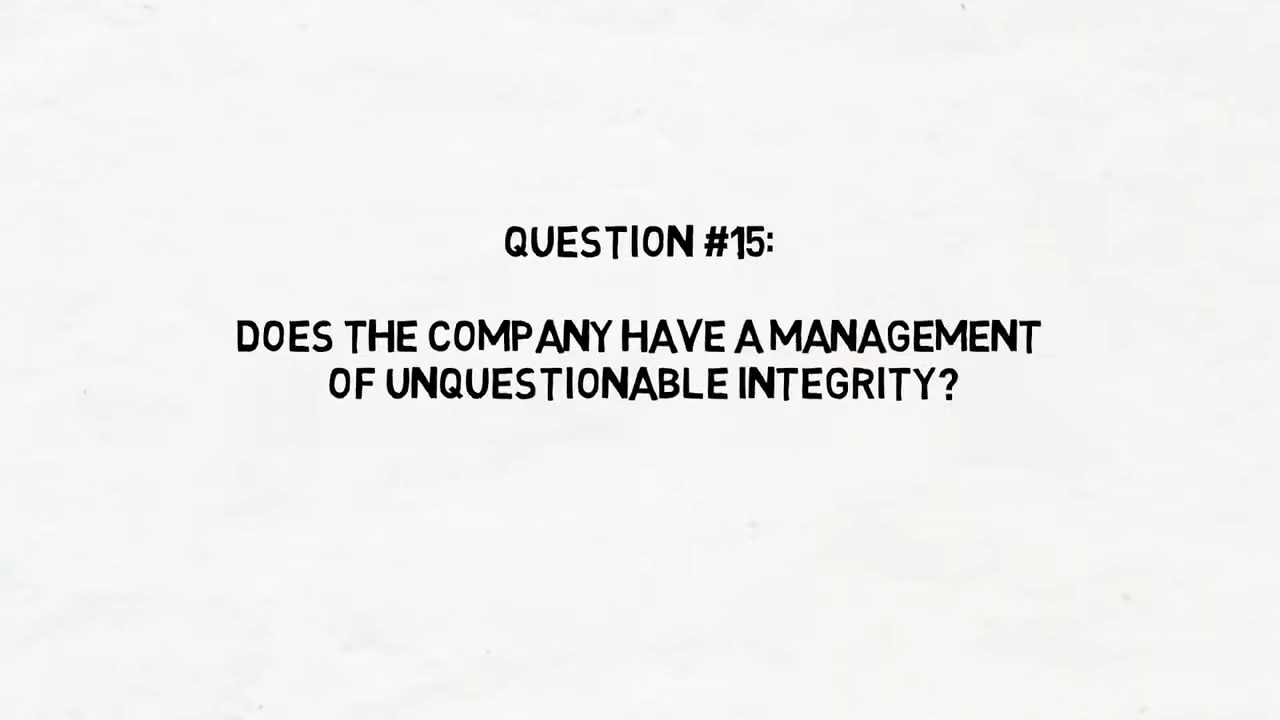 QUESTION #15:
DOES THE COMPANY HAVE A MANAGEMENT
OF UNQUESTIONABLE INTEGRITY?